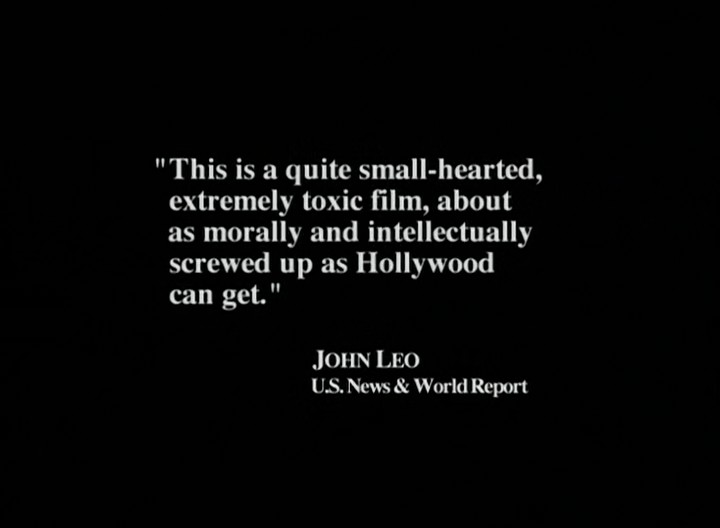 "This is a quite small-hearted,
extremely toxic film, about
as morally and intellectually
screwed up as Hollywood
can get."
JOHN LEO
U.S. News & World Report